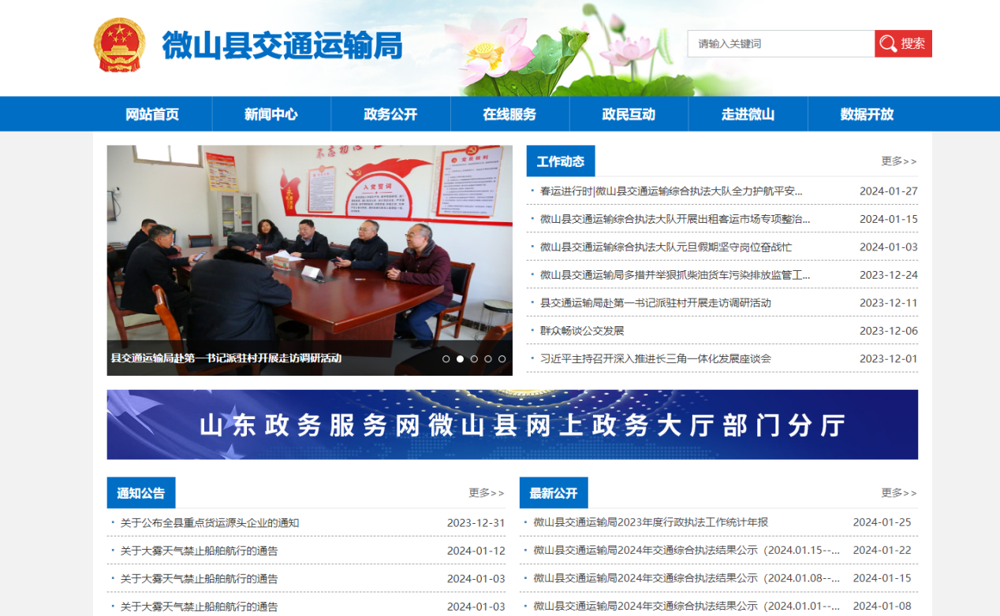 微山县交通运输局
请输入关键词
搜索
网站首页 新闻中心 政务公开 在线服务 政民互动 走进微山 数据开放
入党誓词
县交通运输局赴第一书记派驻村开展走访调研活动
工作动态 更多>>
春运进行时|微山县交通运输综合执法大队全力护航平安... 2024-01-27
微山县交通运输综合执法大队开展出租客运市场专项整治... 2024-01-15
微山县交通运输综合执法大队元旦假期坚守岗位奋战忙 2024-01-03
微山县交通运输局多措并举狠抓柴油货车污染排放监管工... 2023-12-24
县交通运输局赴第一书记派驻村开展走访调研活动 2023-12-11
群众畅谈公交发展 2023-12-06
习近平主持召开深入推进长三角一体化发展座谈会 2023-12-01
山东政务服务网微山县网上政务大厅部门分厅
通知公告 更多>>
关于公布全县重点货运源头企业的通知 2023-12-31
关于大雾天气禁止船舶航行的通告 2024-01-12
关于大雾天气禁止船舶航行的通告 2024-01-03
关于大雾天气禁止船舶航行的通告 2024-01-03
最新公开 更多>>
微山县交通运输局2023年度行政执法工作统计年报 2024-01-25
微山县交通运输局2024年交通综合执法结果公示（2024.01.15--... 2024-01-22
微山县交通运输局2024年交通综合执法结果公示（2024.01.08--... 2024-01-15
微山县交通运输局2024年交通综合执法结果公示（2024.01.01--... 2024-01-08